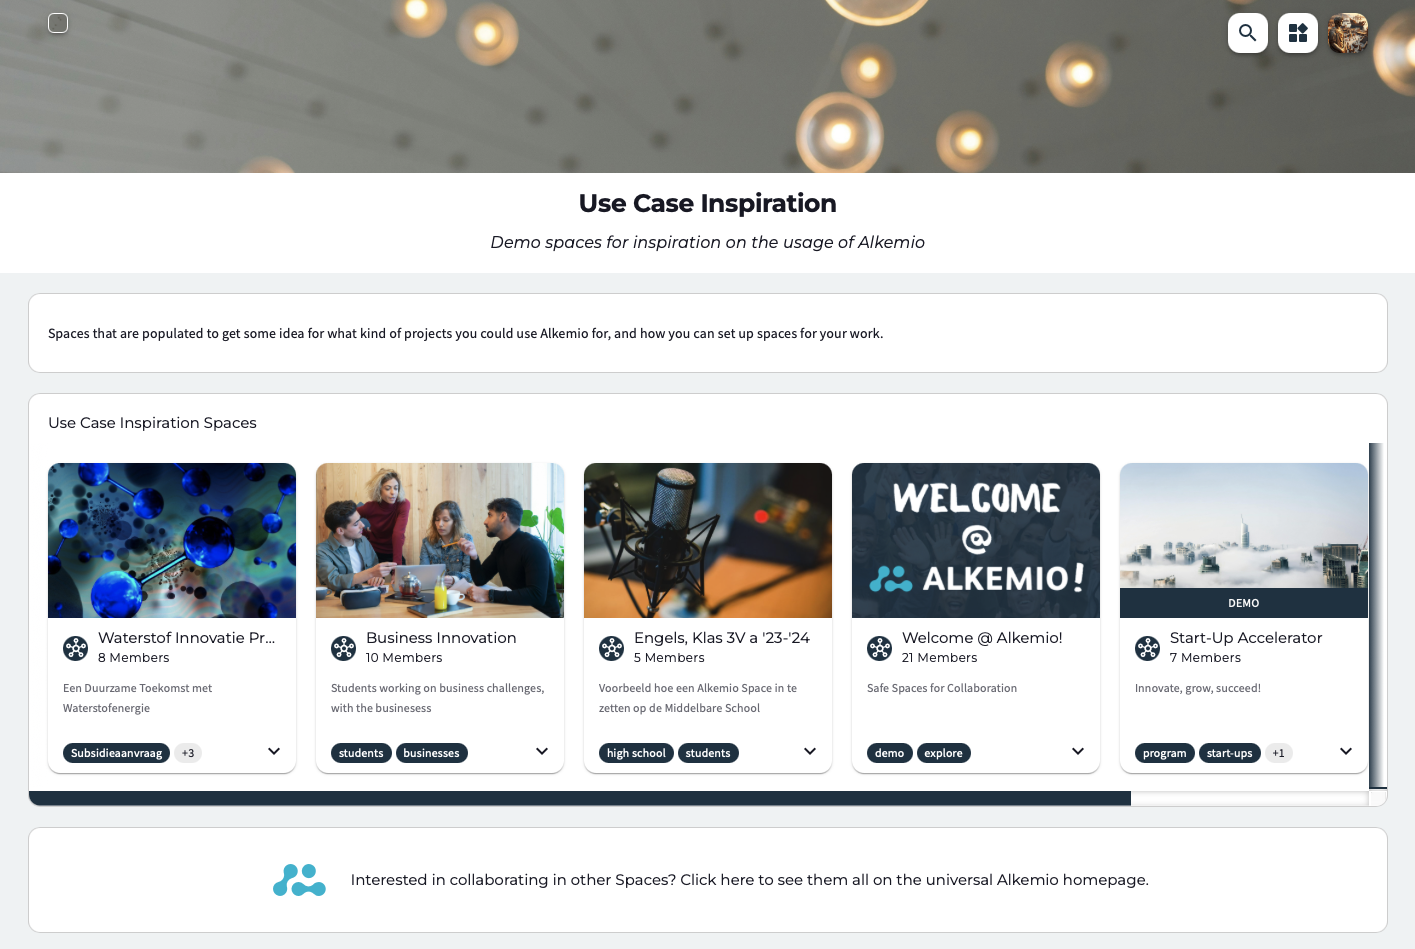 Use Case Inspiration
Demo spaces for inspiration on the usage of Alkemio
Spaces that are populated to get some idea for what kind of projects you could use Alkemio for, and how you can set up spaces for your work.
Use Case Inspiration Spaces
Waterstof Innovatie Pr...
8 Members
Een Duurzame Toekomst met
Waterstofenergie
Subsidieaanvraag +3
Business Innovation
10 Members
Students working on business challenges,
with the businesess
students businesses
Engels, Klas 3V a '23-'24
5 Members
Voorbeeld hoe een Alkemio Space in te
zetten op de Middelbare School
high school students
WELCOME
@
ALKEMIO!
Welcome @ Alkemio!
21 Members
Safe Spaces for Collaboration
demo explore
DEMO
Start-Up Accelerator
7 Members
Innovate, grow, succeed!
program start-ups +1
Interested in collaborating in other Spaces? Click here to see them all on the universal Alkemio homepage.